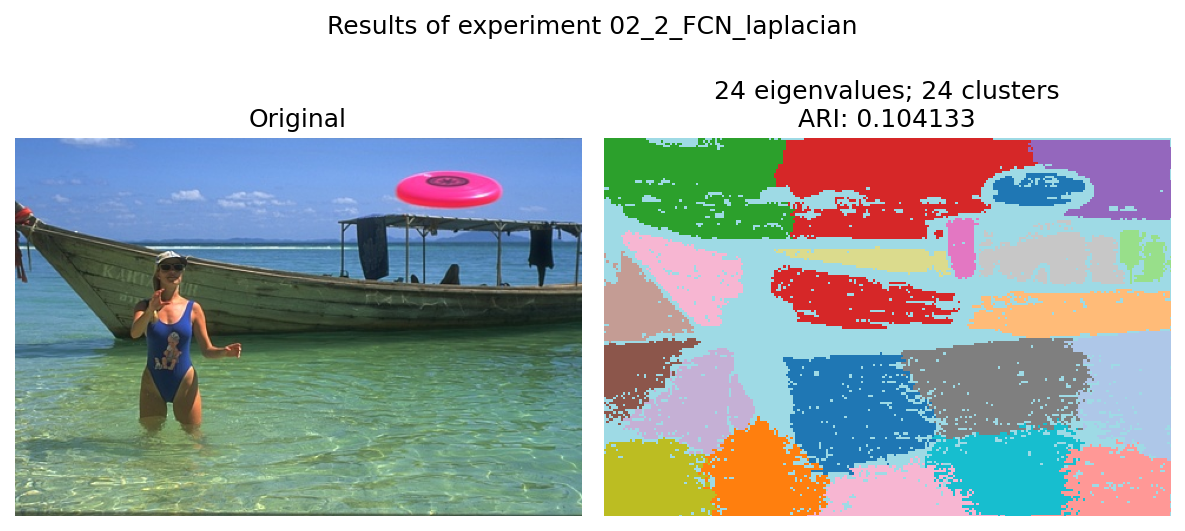 Results of experiment 02_2_FCN_laplacian
Original
24 eigenvalues; 24 clusters
ARI: 0.104133